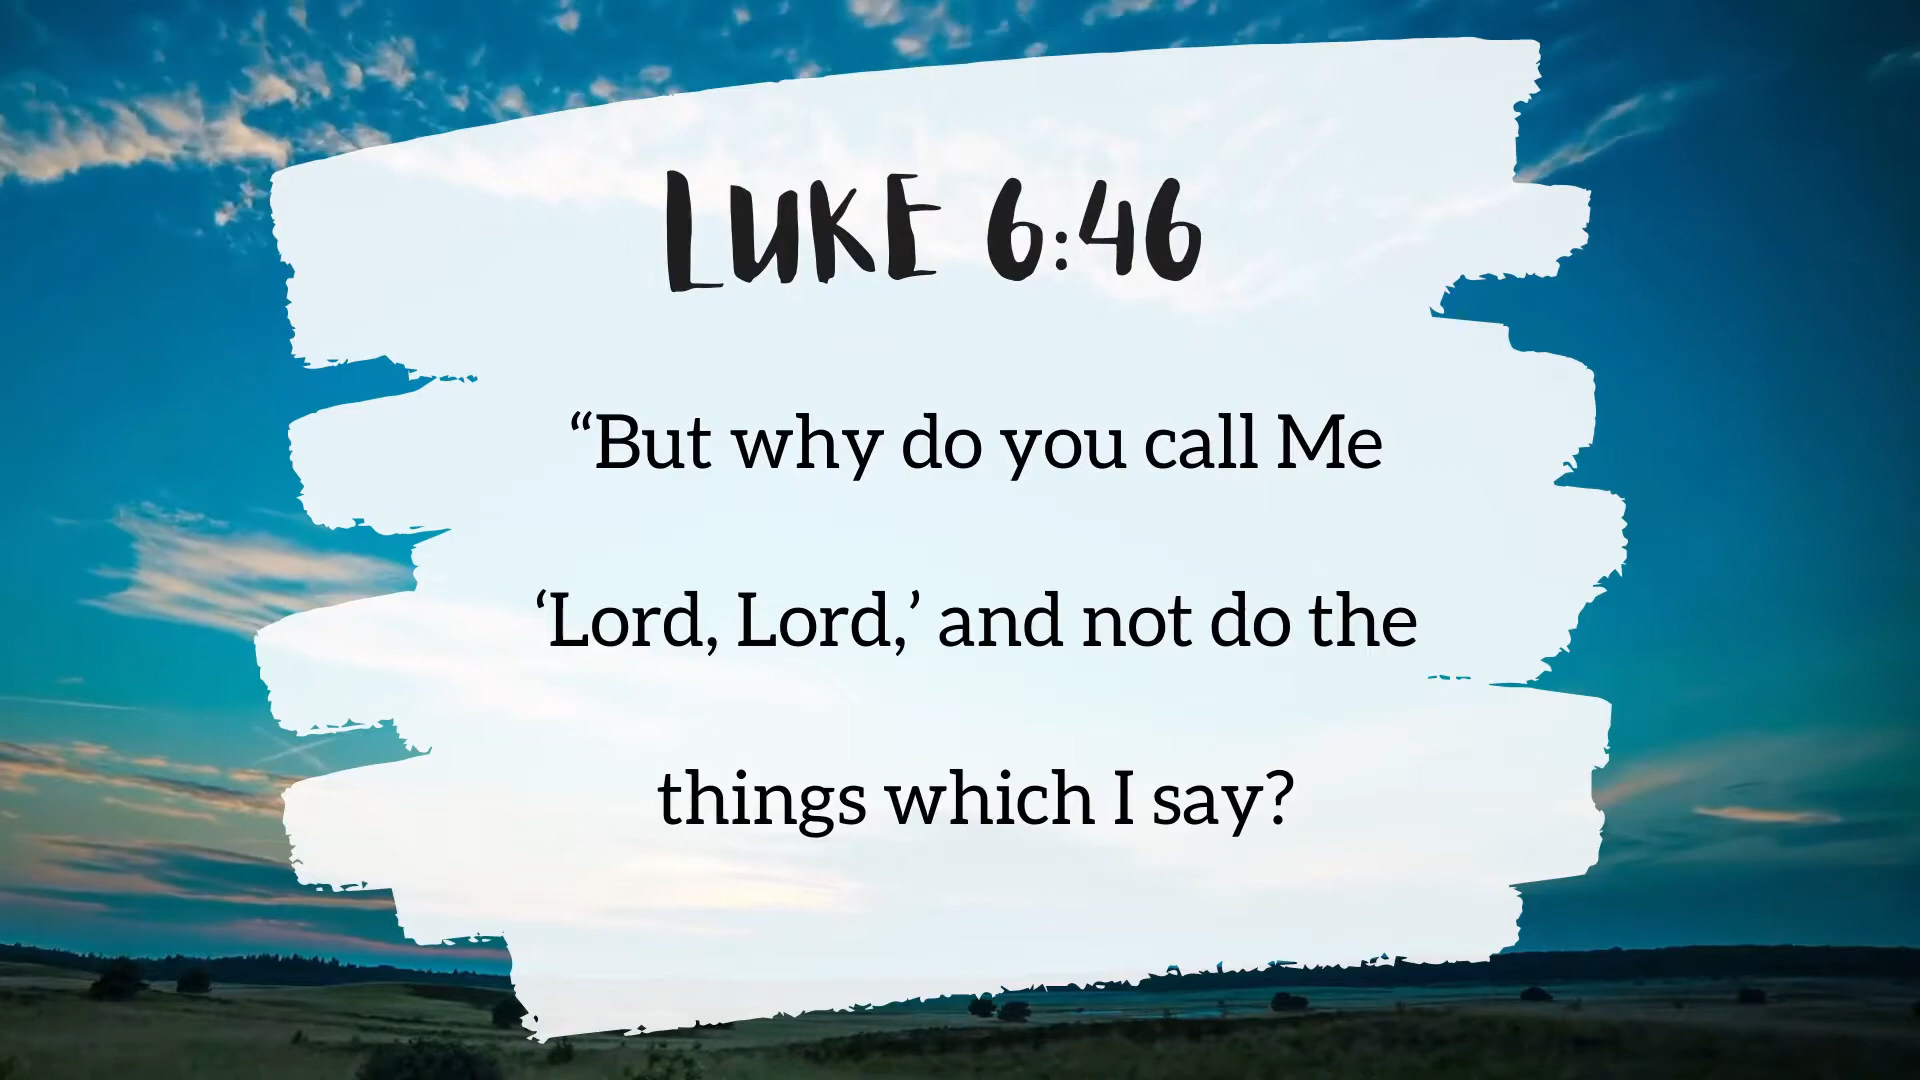 LUKE 6:46
“But why do you call Me
‘Lord, Lord,’ and not do the
things which I say?